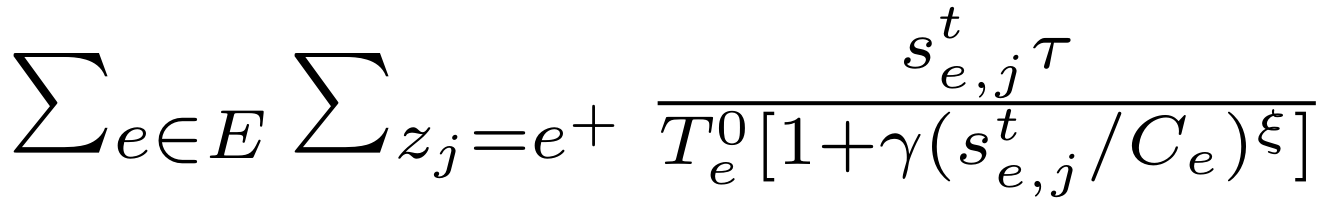 \sum_{e \in E} \sum_{z_j = e^+} \frac{s_{e,j}^t \tau}{T_e^0 [1 + \gamma (s_{e,j}^t / C_e)^\xi]}